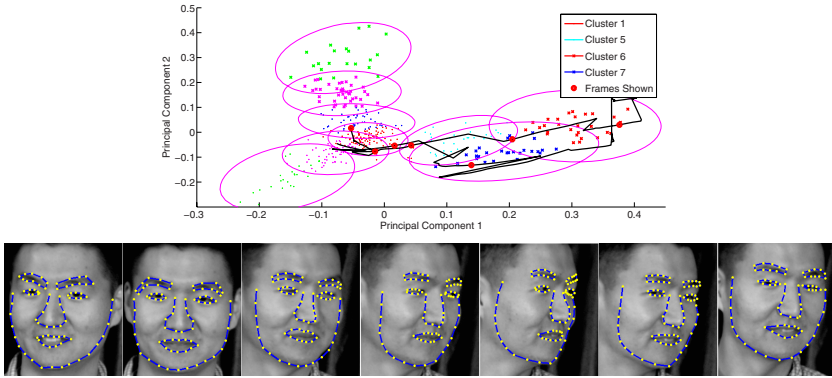 0.5
0.4
0.3
0.2
0.1
0
−0.1
−0.2
Principal Component 2
−0.3
−0.2
−0.1
0
0.1
0.2
0.3
0.4
Principal Component 1
Cluster 1
Cluster 5
Cluster 6
Cluster 7
Frames Shown